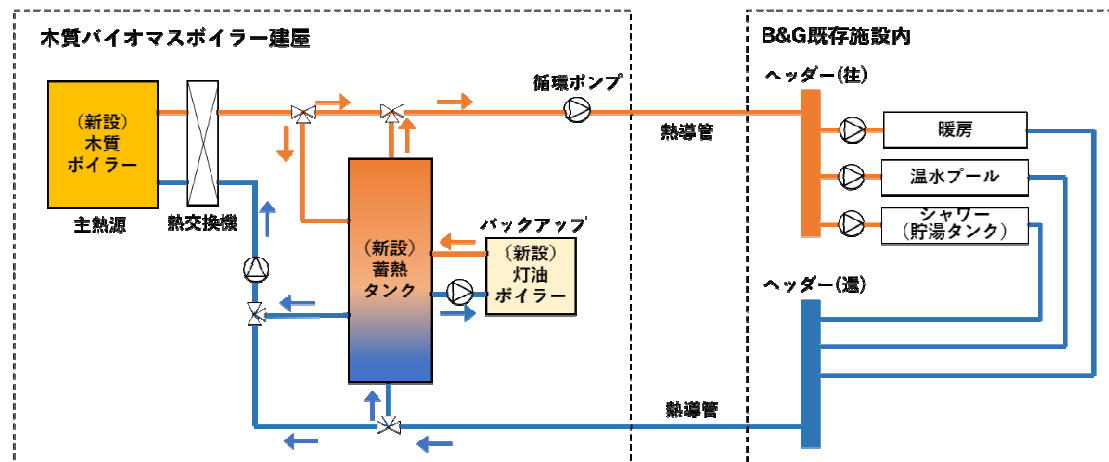 木質バイオマスボイラー建屋
B&G既存施設内
ヘッダー(往)
循環ポンプ
(新設)
木質
ボイラー
熱導管
暖房
温水プール
シャワー
(貯湯タンク)
主熱源
熱交換機
バックアップ
(新設)
蓄熱
タンク
(新設)
灯油
ボイラー
ヘッダー(還)
熱導管